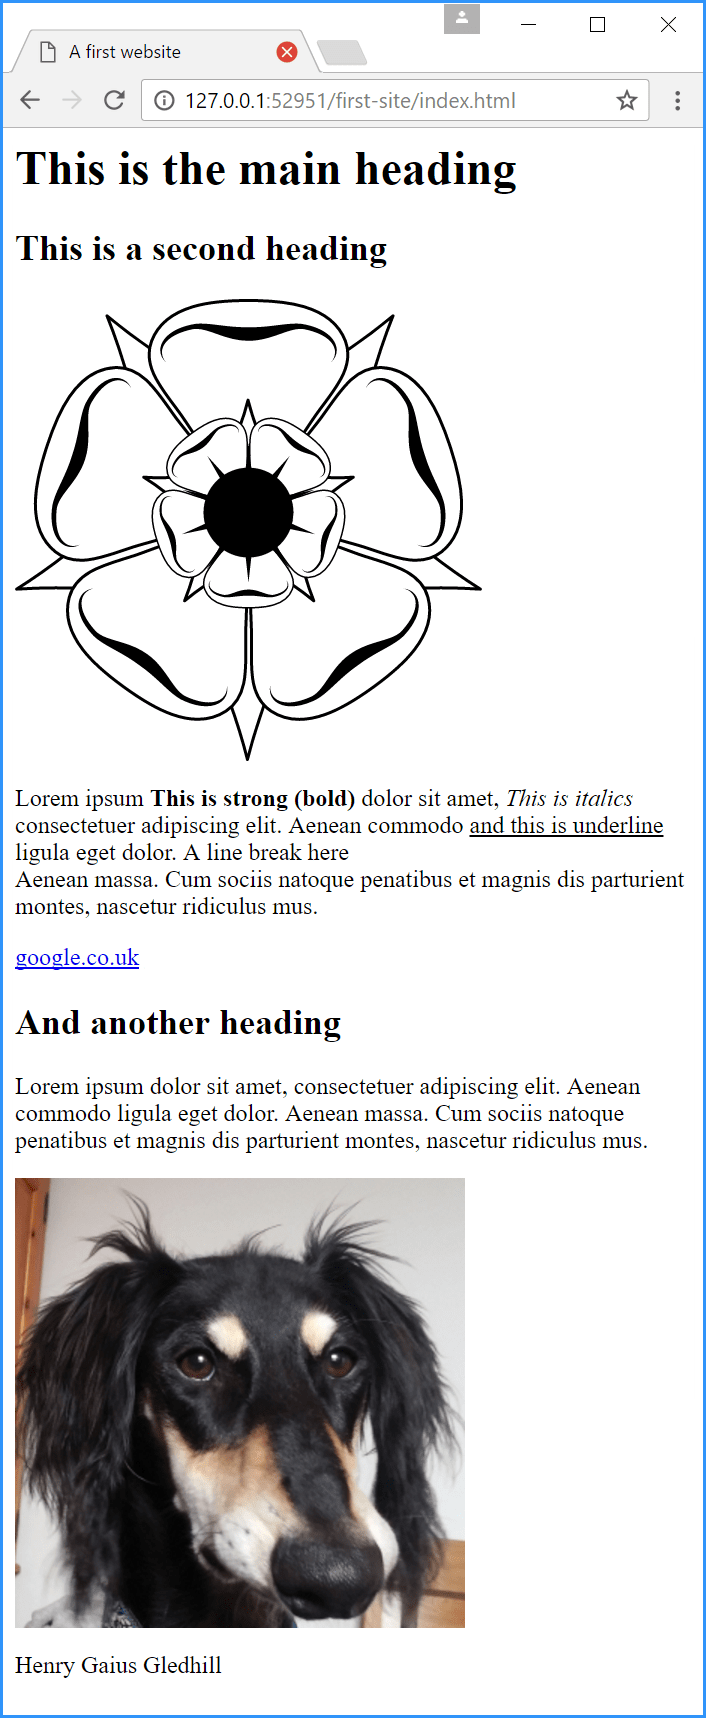 A first website
127.0.0.1:52951/first-site/index.html
This is the main heading
This is a second heading
Lorem ipsum This is strong (bold) dolor sit amet, This is italics
consectetuer adipiscing elit. Aenean commodo and this is underline
ligula eget dolor. A line break here
Aenean massa. Cum sociis natoque penatibus et magnis dis parturient
montes, nascetur ridiculus mus.
google.co.uk
And another heading
Lorem ipsum dolor sit amet, consectetuer adipiscing elit. Aenean
commodo ligula eget dolor. Aenean massa. Cum sociis natoque
penatibus et magnis dis parturient montes, nascetur ridiculus mus.
Henry Gaius Gledhill